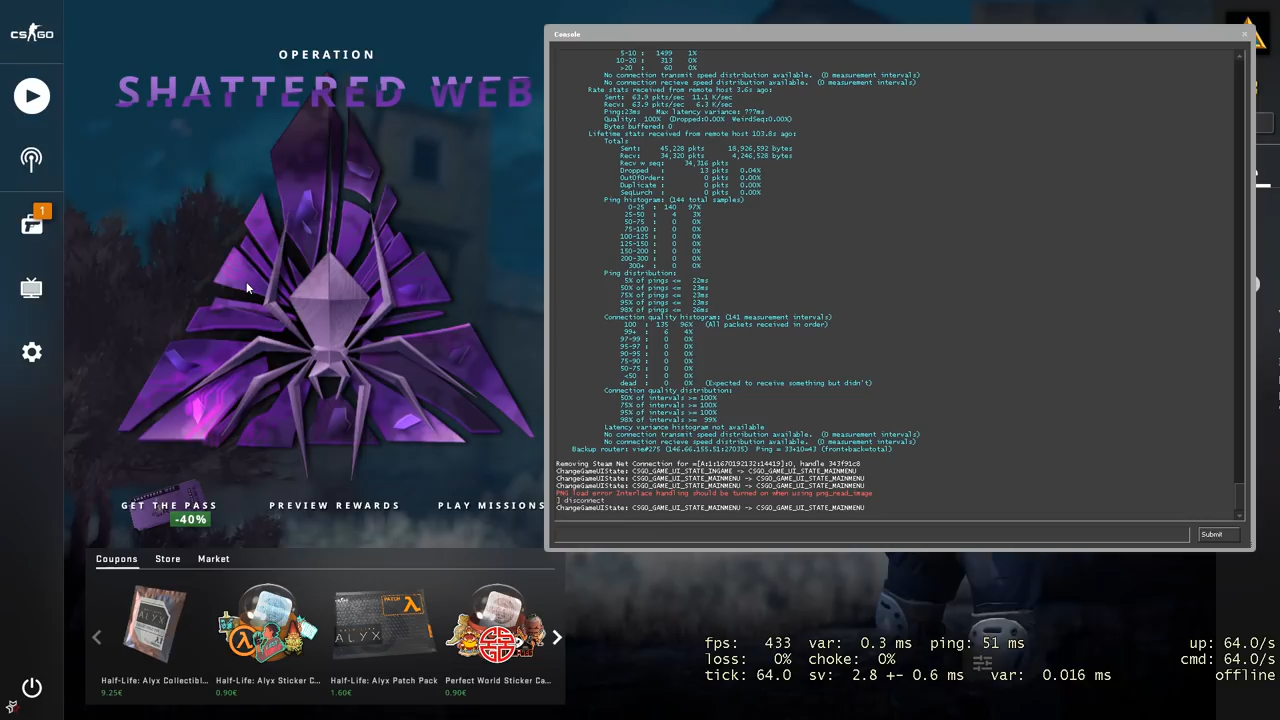 CS:GO
1
OPERATION
SHATTERED WEB
GET THE PASS
-40%
PREVIEW REWARDS
PLAY MISSIONS
Coupons
Store
Market
Half-Life: Alyx Collectibl...
9.25€
Half-Life: Alyx Sticker C...
0.90€
Half-Life: Alyx Patch Pack
1.60€
Perfect World Sticker Ca...
0.90€
Console
5-10 : 1499 1%
10-20 : 313 0%
>20 : 60 0%
No connection transmit speed distribution available. (0 measurement intervals)
No connection recieve speed distribution available. (0 measurement intervals)
Rate stats received from remote host 3.6s ago:
Sent: 63.9 pkts/sec 11.1 K/sec
Recv: 63.9 pkts/sec 6.3 K/sec
Ping:23ms Max latency variance: ???ms
Quality: 100% (Dropped:0.00% WeirdSeq:0.00%)
Bytes buffered: 0
Lifetime stats received from remote host 103.8s ago:
Totals
Sent: 45,228 pkts 18,926,592 bytes
Recv: 34,320 pkts 4,246,528 bytes
Recv w seq: 34,316 pkts
Dropped : 13 pkts 0.04%
OutOfOrder: 0 pkts 0.00%
Duplicate : 0 pkts 0.00%
SeqLurch : 0 pkts 0.00%
Ping histogram: (144 total samples)
0-25 : 140 97%
25-50 : 4 3%
50-75 : 0 0%
75-100 : 0 0%
100-125 : 0 0%
125-150 : 0 0%
150-200 : 0 0%
200-300 : 0 0%
300+ : 0 0%
Ping distribution:
5% of pings <= 22ms
50% of pings <= 23ms
75% of pings <= 23ms
95% of pings <= 23ms
98% of pings <= 26ms
Connection quality histogram: (141 measurement intervals)
100 : 135 96% (All packets received in order)
99+ : 6 4%
97-99 : 0 0%
95-97 : 0 0%
90-95 : 0 0%
75-90 : 0 0%
50-75 : 0 0%
<50 : 0 0%
dead : 0 0% (Expected to receive something but didn't)
Connection quality distribution:
50% of intervals >= 100%
75% of intervals >= 100%
95% of intervals >= 100%
98% of intervals >= 99%
Latency variance histogram not available
No connection transmit speed distribution available. (0 measurement intervals)
No connection recieve speed distribution available. (0 measurement intervals)
Backup router: vie#275 (146.66.155.51:27035) Ping = 33+10=43 (front+back=total)
Removing Steam Net Connection for =[A:1:1670192132:14419]:0, handle 343f91c8
ChangeGameUIState: CSGO_GAME_UI_STATE_INGAME -> CSGO_GAME_UI_STATE_MAINMENU
ChangeGameUIState: CSGO_GAME_UI_STATE_MAINMENU -> CSGO_GAME_UI_STATE_MAINMENU
ChangeGameUIState: CSGO_GAME_UI_STATE_MAINMENU -> CSGO_GAME_UI_STATE_MAINMENU
PNG load error Interlace handling should be turned on when using png_read_image
] disconnect
ChangeGameUIState: CSGO_GAME_UI_STATE_MAINMENU -> CSGO_GAME_UI_STATE_MAINMENU
Submit
fps: 433 var: 0.3 ms ping: 51 ms
loss: 0% choke: 0%
tick: 64.0 sv: 2.8 +- 0.6 ms var: 0.016 ms
up: 64.0/s
cmd: 64.0/s
offline